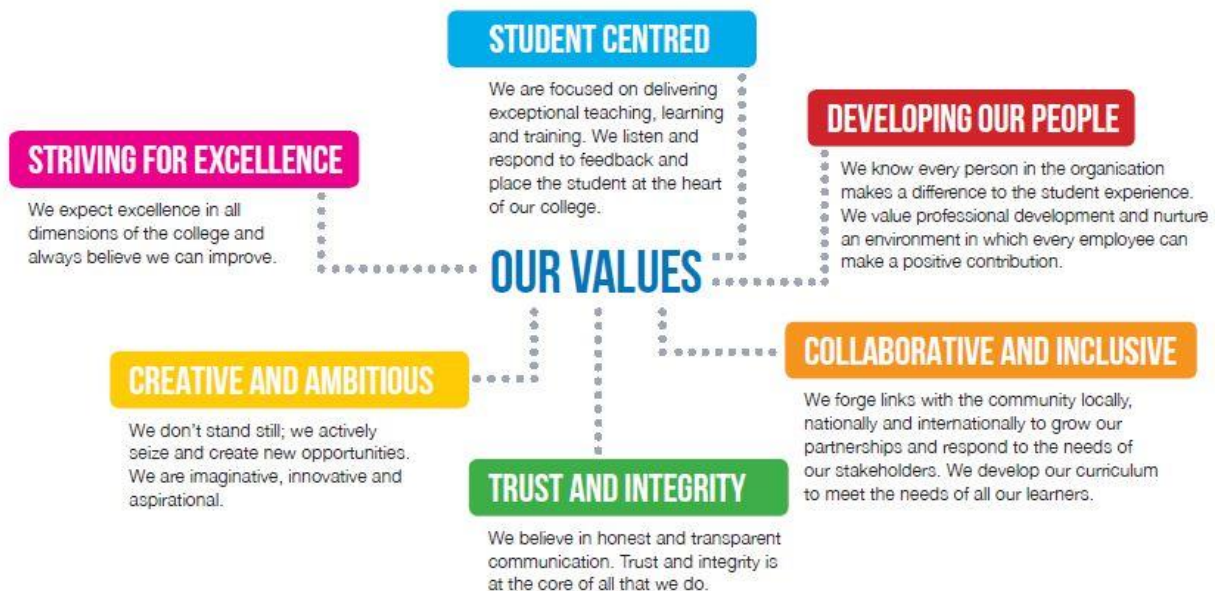 STUDENT CENTRED
We are focused on delivering
exceptional teaching, learning
and training. We listen and
respond to feedback and
place the student at the heart
of our college.
DEVELOPING OUR PEOPLE
We know every person in the organisation
makes a difference to the student experience.
We value professional development and nurture
an environment in which every employee can
make a positive contribution.
STRIVING FOR EXCELLENCE
We expect excellence in all
dimensions of the college and
always believe we can improve.
OUR VALUES
CREATIVE AND AMBITIOUS
We don't stand still; we actively
seize and create new opportunities.
We are imaginative, innovative and
aspirational.
COLLABORATIVE AND INCLUSIVE
We forge links with the community locally,
nationally and internationally to grow our
partnerships and respond to the needs of
our stakeholders. We develop our curriculum
to meet the needs of all our learners.
TRUST AND INTEGRITY
We believe in honest and transparent
communication. Trust and integrity is
at the core of all that we do.